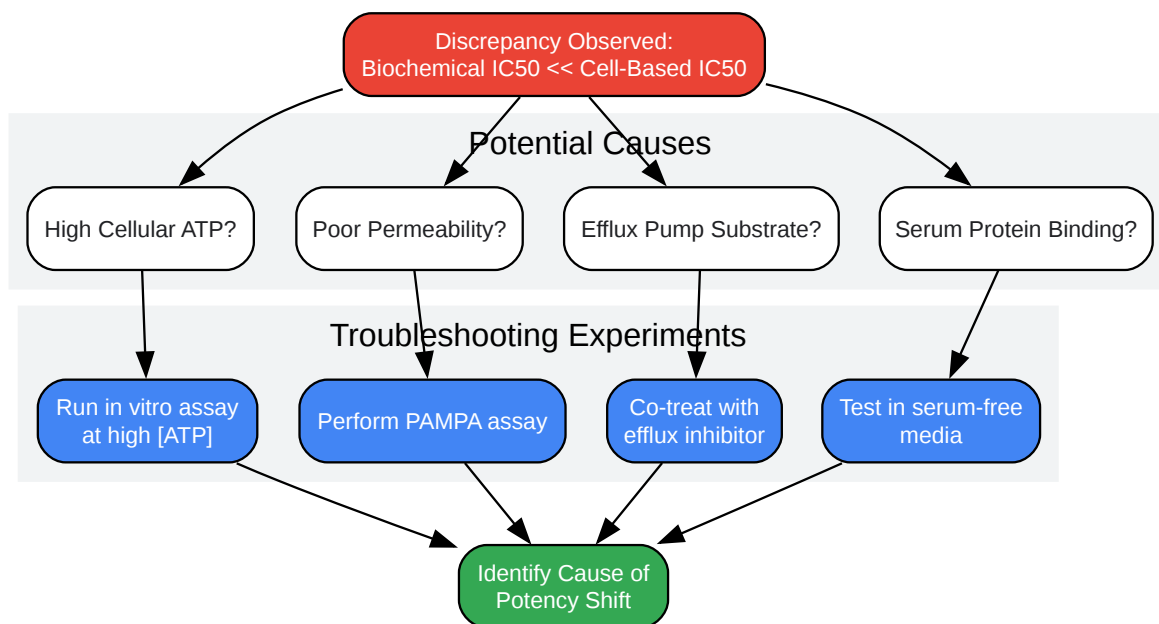 Discrepancy Observed:
Biochemical IC50 << Cell-Based IC50
Potential Causes
High Cellular ATP?
Poor Permeability?
Efflux Pump Substrate?
Serum Protein Binding?
Troubleshooting Experiments
Run in vitro assay
at high [ATP]
Perform PAMPA assay
Co-treat with
efflux inhibitor
Test in serum-free
media
Identify Cause of
Potency Shift